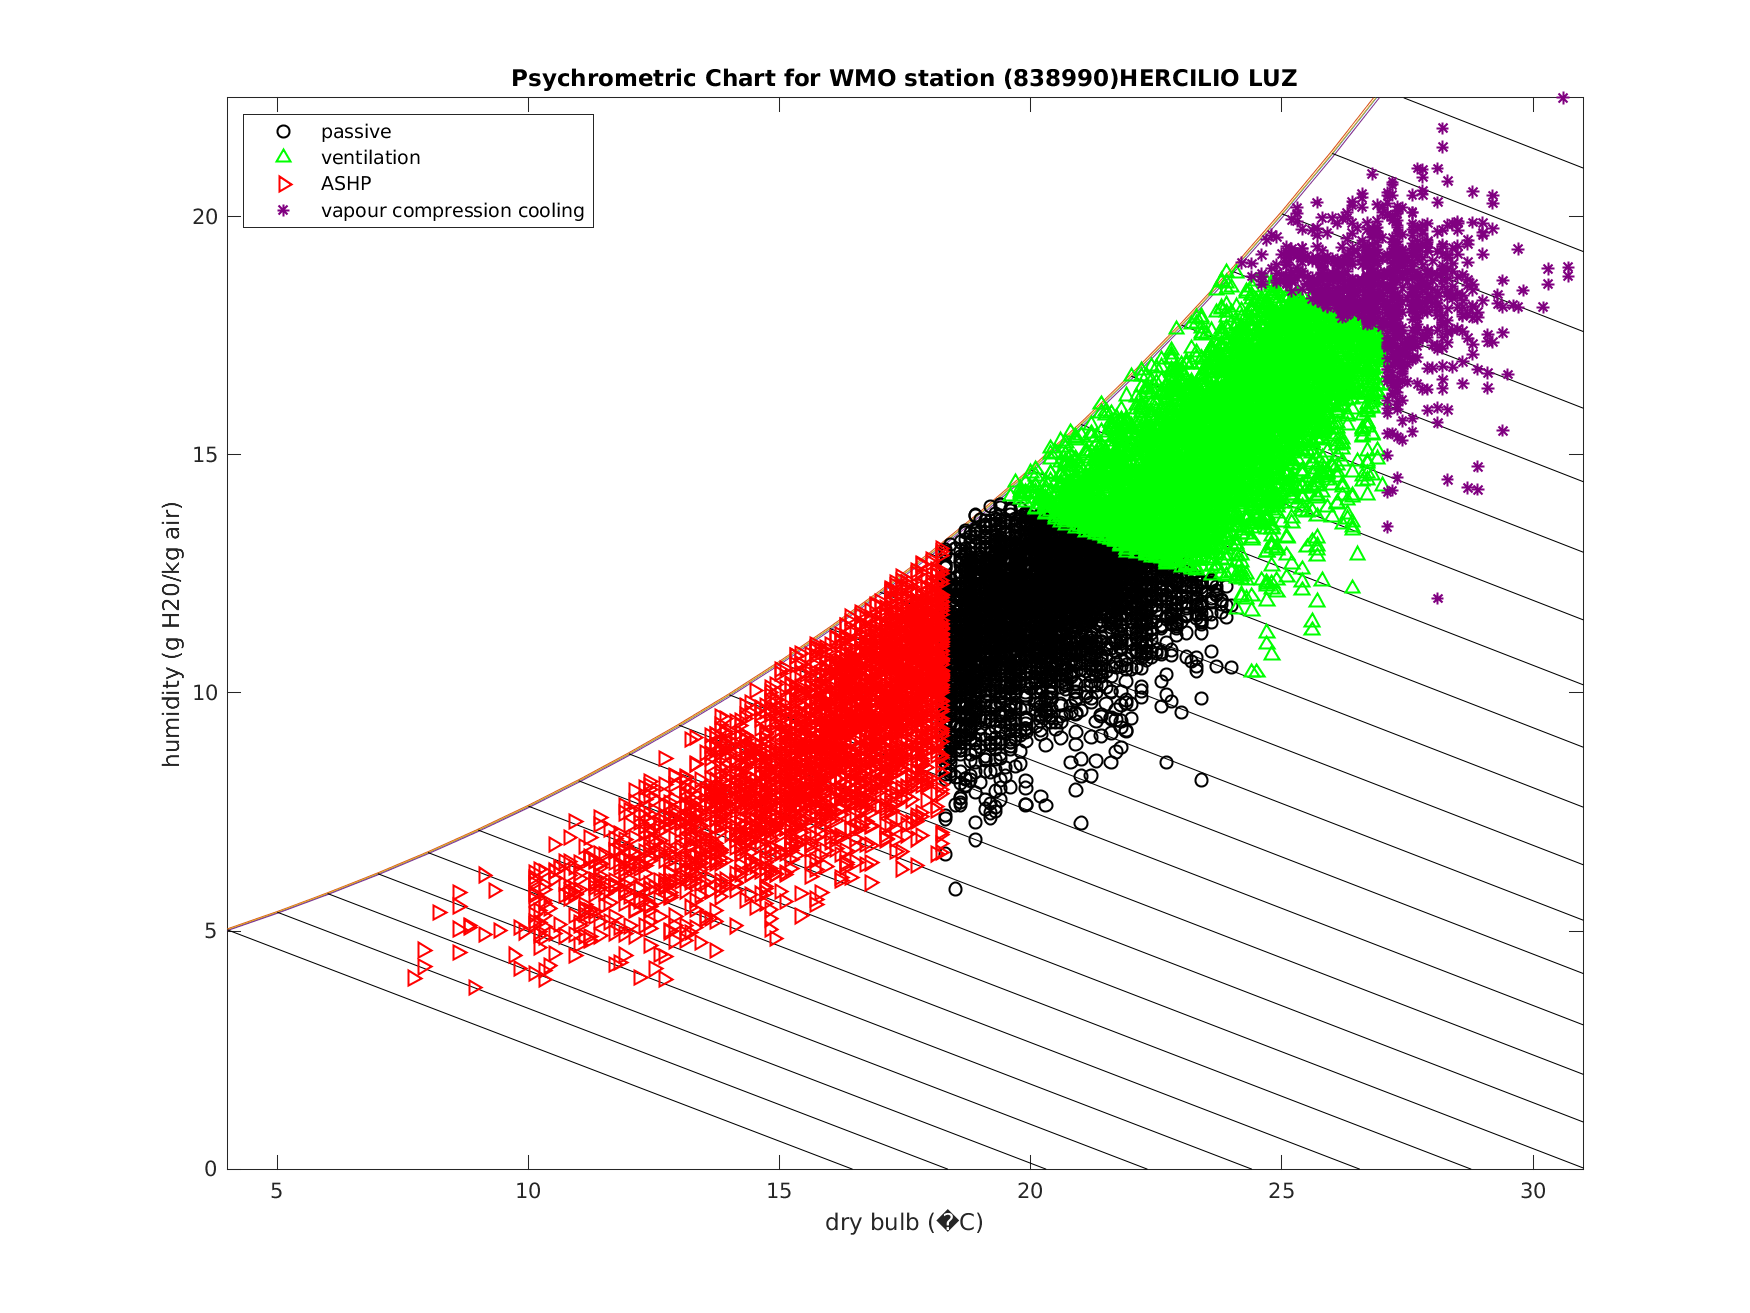 Psychrometric Chart for WMO station (838990)HERCILIO LUZ
passive
ventilation
ASHP
vapour compression cooling
humidity (g H20/kg air)
20
15
10
5
0
5 10 15 20 25 30
dry bulb (�C)